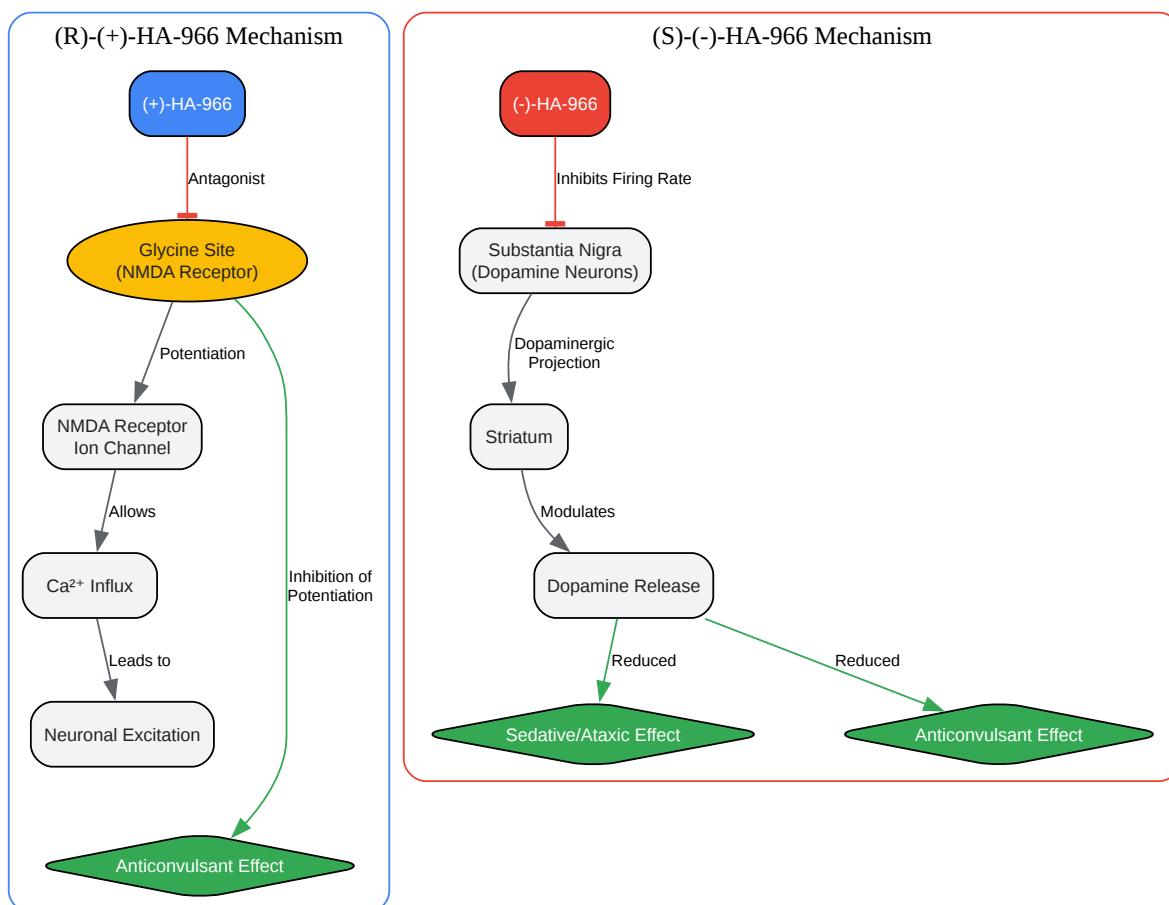 (R)-(+)-HA-966 Mechanism
(+)-HA-966
Antagonist
Glycine Site
(NMDA Receptor)
Potentiation
NMDA Receptor
Ion Channel
Allows
Ca²⁺ Influx
Inhibition of
Potentiation
Leads to
Neuronal Excitation
Anticonvulsant Effect
(S)-(-)-HA-966 Mechanism
(-)-HA-966
Inhibits Firing Rate
Substantia Nigra
(Dopamine Neurons)
Dopaminergic
Projection
Striatum
Modulates
Dopamine Release
Reduced
Reduced
Sedative/Ataxic Effect
Anticonvulsant Effect